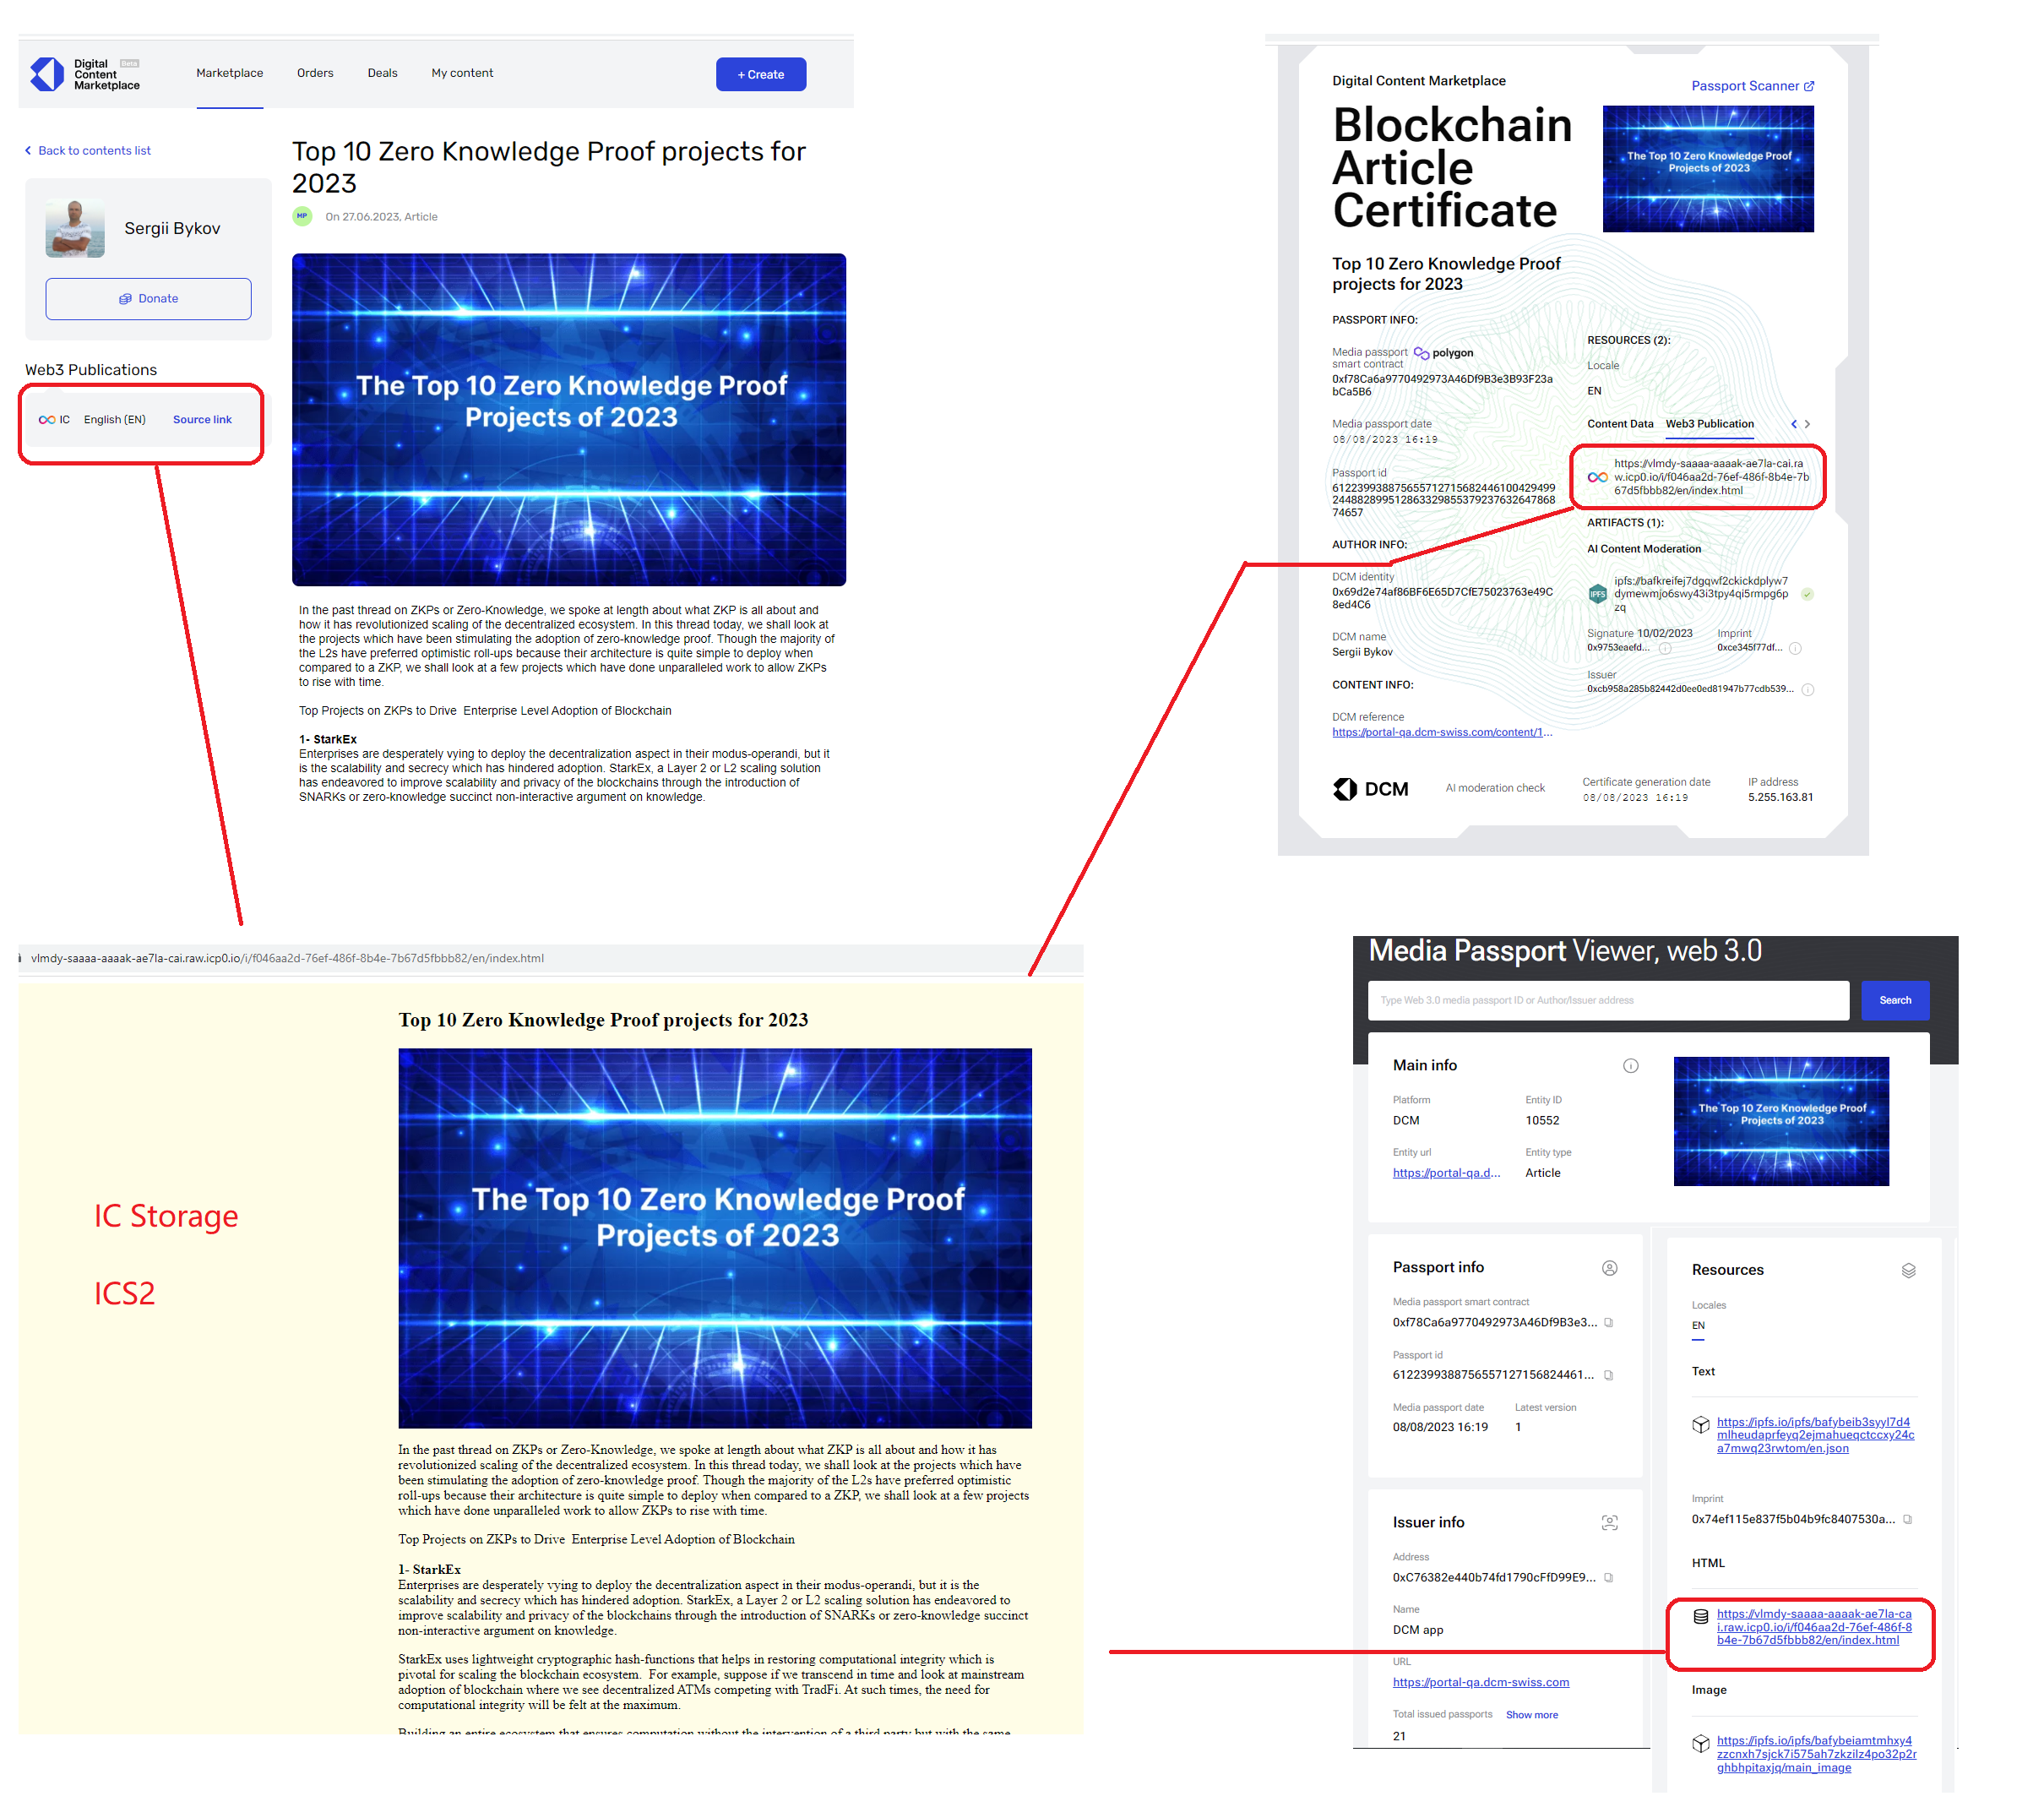 Digital Beta
Content
Marketplace
Marketplace
Orders
Deals
My content
+ Create
Back to contents list
Sergii Bykov
Donate
Web3 Publications
IC English (EN) Source link
Top 10 Zero Knowledge Proof projects for
2023
MP On 27.06.2023, Article
The Top 10 Zero Knowledge Proof
Projects of 2023
In the past thread on ZKPs or Zero-Knowledge, we spoke at length about what ZKP is all about and
how it has revolutionized scaling of the decentralized ecosystem. In this thread today, we shall look at
the projects which have been stimulating the adoption of zero-knowledge proof. Though the majority of
the L2s have preferred optimistic roll-ups because their architecture is quite simple to deploy when
compared to a ZKP, we shall look at a few projects which have done unparalleled work to allow ZKPs
to rise with time.
Top Projects on ZKPs to Drive  Enterprise Level Adoption of Blockchain
1- StarkEx
Enterprises are desperately vying to deploy the decentralization aspect in their modus-operandi, but it
is the scalability and secrecy which has hindered adoption. StarkEx, a Layer 2 or L2 scaling solution
has endeavored to improve scalability and privacy of the blockchains through the introduction of
SNARKs or zero-knowledge succinct non-interactive argument on knowledge.
Digital Content Marketplace
Passport Scanner
Blockchain
Article
Certificate
The Top 10 Zero Knowledge Proof
Projects of 2023
Top 10 Zero Knowledge Proof
projects for 2023
PASSPORT INFO:
Media passport polygon
smart contract
0xf78Ca6a9770492973A46Df9B3e3B93F23a
bCa5B6
Media passport date
08/08/2023 16:19
Passport id
612239938875655712715682446100429499
24488289951286332985537923763264786​8
74657
AUTHOR INFO:
DCM identity
0x69d2e74af86BF6E65D7CfE75023763e49C
8ed4C6
DCM name
Sergii Bykov
CONTENT INFO:
DCM reference
https://portal-qa.dcm-swiss.com/content/1...
RESOURCES (2):
Locale
EN
Content Data Web3 Publication
https://vlmdy-saaaa-aaaak-ae7la-cai.ra
w.icp0.io/i/f046aa2d-76ef-486f-8b4e-7b
67d5fbbb82/en/index.html
ARTIFACTS (1):
AI Content Moderation
IPFS
ipfs://bafkreifej7dgqwf2ckickdplyw7
dymewmjo6swy43i3tpy4qi5rmpg6p
zq
Signature 10/02/2023 Imprint
0x9753eaefd... 0xce345f77df...
Issuer
0xcb958a285b82442d0ee0ed81947b77cdb539...
DCM
AI moderation check
Certificate generation date
08/08/2023 16:19
IP address
5.255.163.81
vlmdy-saaaa-aaaak-ae7la-cai.raw.icp0.io/i/f046aa2d-76ef-486f-8b4e-7b67d5fbbb82/en/index.html
IC Storage
ICS2
Top 10 Zero Knowledge Proof projects for 2023
The Top 10 Zero Knowledge Proof
Projects of 2023
In the past thread on ZKPs or Zero-Knowledge, we spoke at length about what ZKP is all about and how it has
revolutionized scaling of the decentralized ecosystem. In this thread today, we shall look at the projects which have
been stimulating the adoption of zero-knowledge proof. Though the majority of the L2s have preferred optimistic
roll-ups because their architecture is quite simple to deploy when compared to a ZKP, we shall look at a few projects
which have done unparalleled work to allow ZKPs to rise with time.
Top Projects on ZKPs to Drive  Enterprise Level Adoption of Blockchain
1- StarkEx
Enterprises are desperately vying to deploy the decentralization aspect in their modus-operandi, but it is the
scalability and secrecy which has hindered adoption. StarkEx, a Layer 2 or L2 scaling solution has endeavored to
improve scalability and privacy of the blockchains through the introduction of SNARKs or zero-knowledge succinct
non-interactive argument on knowledge.
StarkEx uses lightweight cryptographic hash-functions that helps in restoring computational integrity which is
pivotal for scaling the blockchain ecosystem.  For example, suppose if we transcend in time and look at mainstream
adoption of blockchain where we see decentralized ATMs competing with TradFi. At such times, the need for
computational integrity will be felt at the maximum.
Building an entire ecosystem that ensures computation without the intervention of a third party but with the same
Media Passport Viewer, web 3.0
Type Web 3.0 media passport ID or Author/Issuer address
Search
Main info
Platform
DCM
Entity ID
10552
Entity url
https://portal-qa.d...
Entity type
Article
The Top 10 Zero Knowledge Proof
Projects of 2023
Passport info
Media passport smart contract
0xf78Ca6a9770492973A46Df9B3e3...
Passport id
6122399388756557127156824461...
Media passport date
08/08/2023 16:19
Latest version
1
Issuer info
Address
0xC76382e440b74fd1790cFfD99E9...
Name
DCM app
URL
https://portal-qa.dcm-swiss.com
Total issued passports Show more
21
Resources
Locales
EN
Text
https://ipfs.io/ipfs/bafybeib3syyl7d4
mlheudaprfeyq2ejmahueqctccxy24c
a7mwq23rwtom/en.json
Imprint
0x74ef115e837f5b04b9fc8407530a...
HTML
https://vlmdy-saaaa-aaaak-ae7la-ca
i.raw.icp0.io/i/f046aa2d-76ef-486f-8
b4e-7b67d5fbbb82/en/index.html
Image
https://ipfs.io/ipfs/bafybeiamtmhxy4
zzcnxh7sjck7i575ah7zkzilz4po32p2r
ghbhpitaxjq/main_image